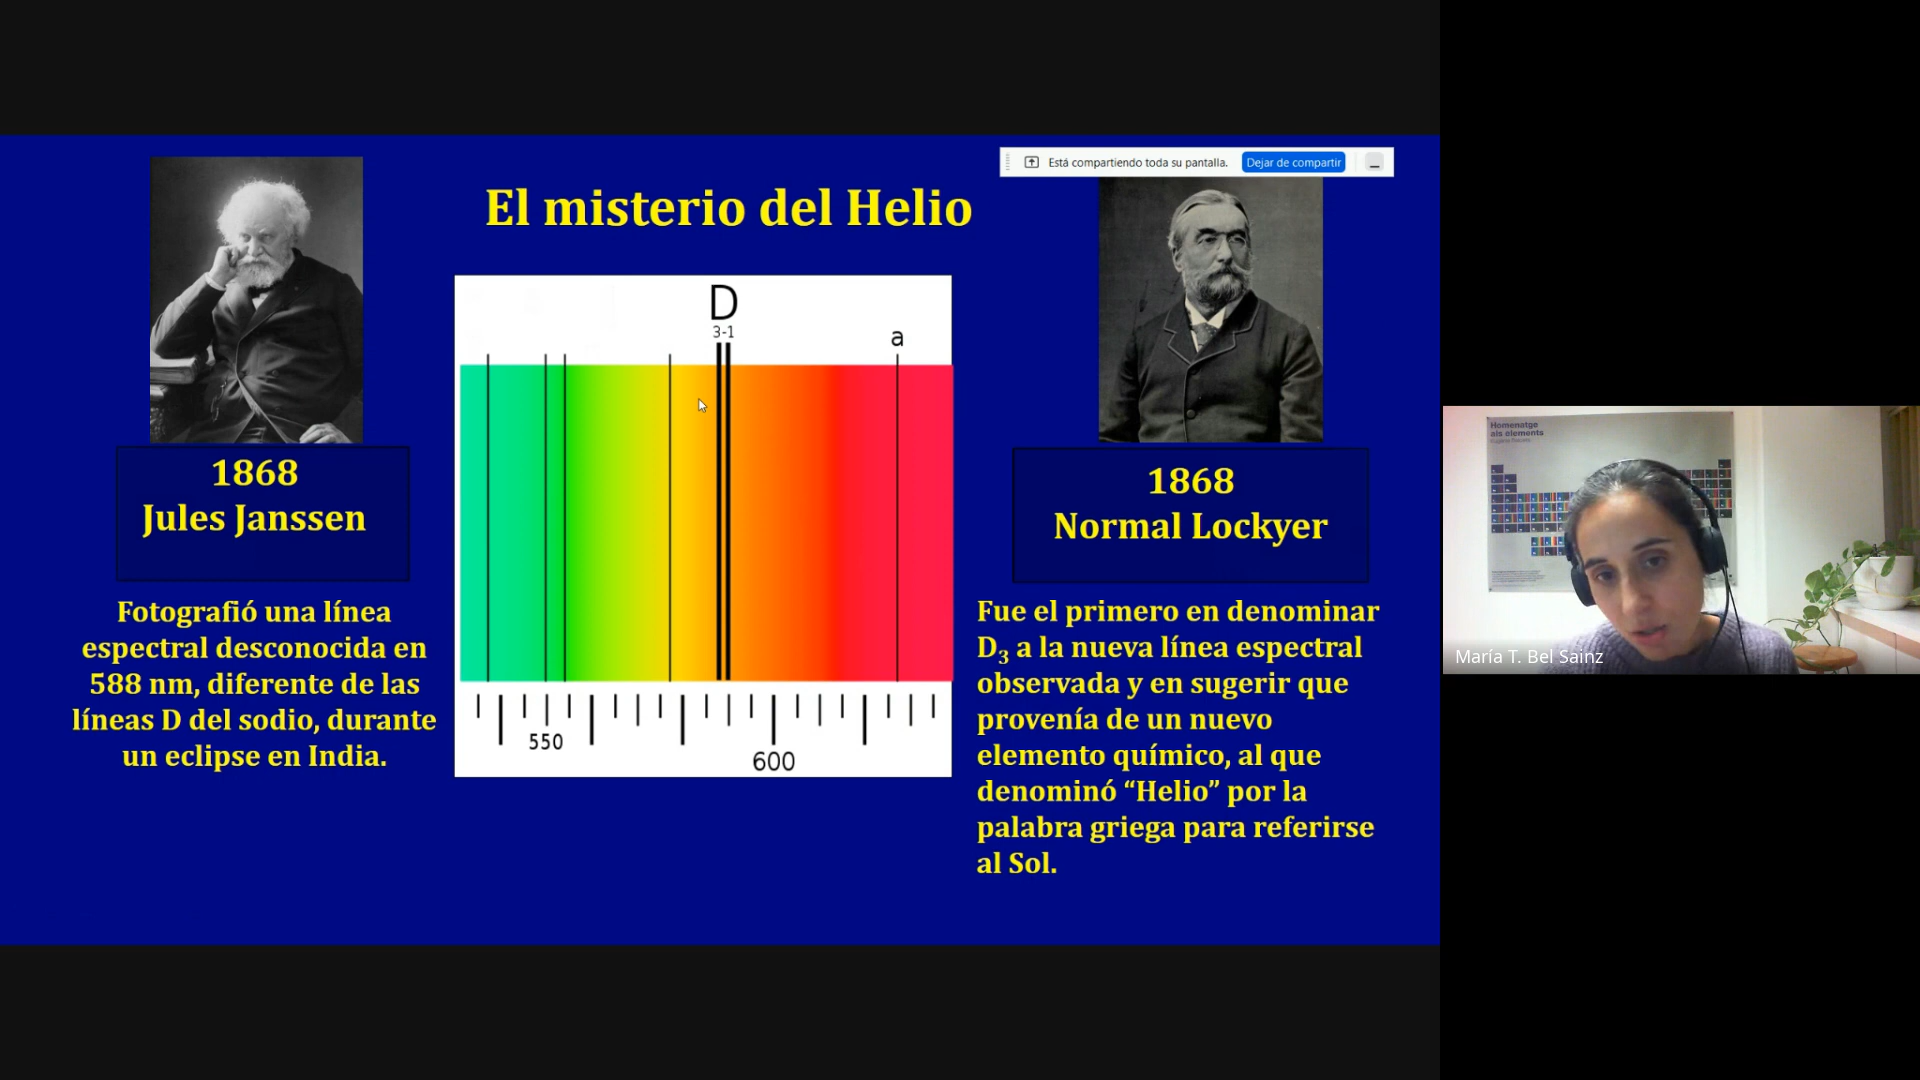 El misterio del Helio
Está compartiendo toda su pantalla.
Dejar de compartir
D
3-1
a
550
600
1868
Jules Janssen
Fotografió una línea
espectral desconocida en
588 nm, diferente de las
líneas D del sodio, durante
un eclipse en India.
1868
Normal Lockyer
Fue el primero en denominar
D₃ a la nueva línea espectral
observada y en sugerir que
provenía de un nuevo
elemento químico, al que
denominó “Helio” por la
palabra griega para referirse
al Sol.
Homenatge
als elements
María T. Bel Sainz